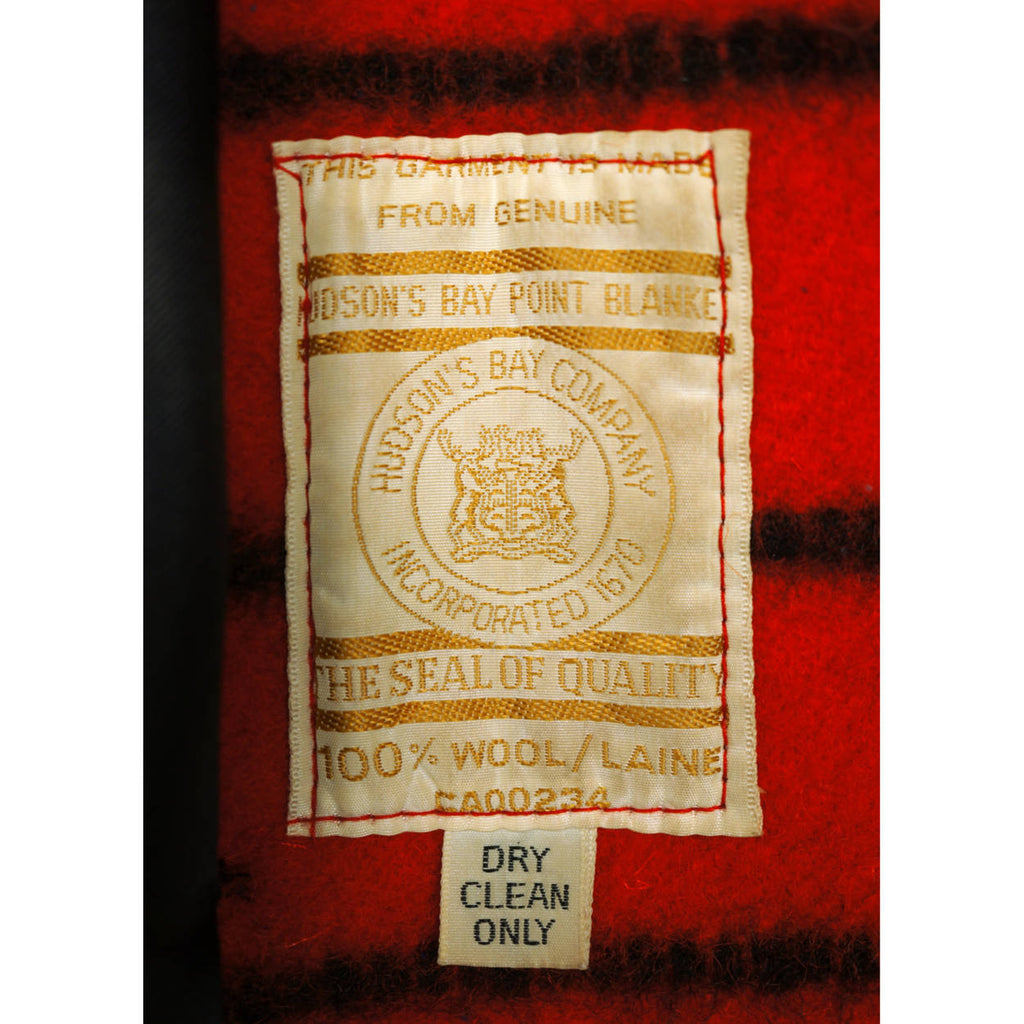 THIS GARMENT IS MADE
FROM GENUINE
HUDSON'S BAY POINT BLANKE
HUDSON'S BAY COMPANY
INCORPORATED 1670
THE SEAL OF QUALITY
100% WOOL/LAINE
CA00234
DRY
CLEAN
ONLY